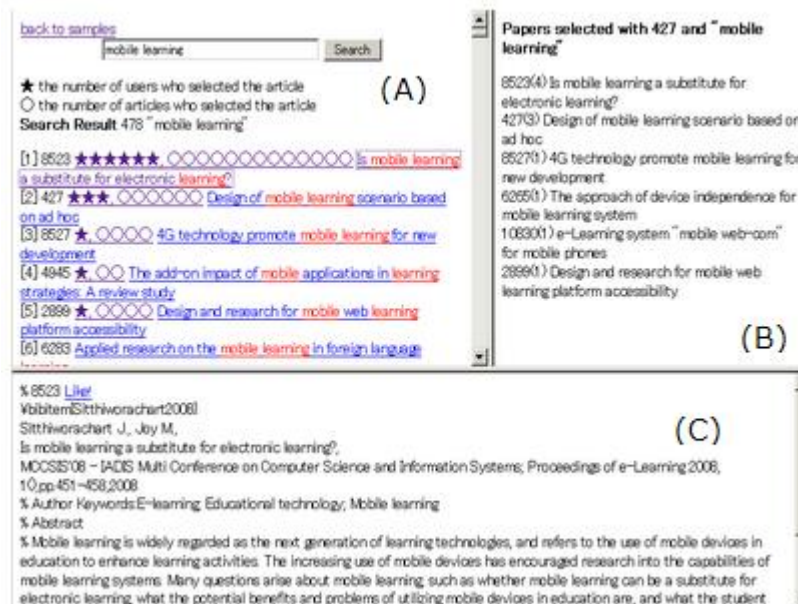 back to samples
mobile learning Search
★ the number of users who selected the article
○ the number of articles who selected the article
Search Result 478 "mobile learning"
(A)
[1] 8523 ★★★★★★, ○○○○○○○○○○○○○○ Is mobile learning
a substitute for electronic learning?
[2] 427 ★★★, ○○○○○○○ Design of mobile learning scenario based
on ad hoc
[3] 8527 ★, ○○○○ 4G technology promote mobile learning for new
development
[4] 4945 ★, ○○ The add-on impact of mobile applications in learning
strategies: A review study
[5] 2899 ★, ○○○○ Design and research for mobile web learning
platform accessibility
[6] 6283 Applied research on the mobile learning in foreign language
Papers selected with 427 and "mobile
learning"
8523(4) Is mobile learning a substitute for
electronic learning?
427(3) Design of mobile learning scenario based on
ad hoc
8527(1) 4G technology promote mobile learning for
new development
6265(1) The approach of device independence for
mobile learning system
10830(1) e-Learning system "mobile web-com"
for mobile phones
2899(1) Design and research for mobile web
learning platform accessibility
(B)
% 8523 Like!
¥bibitem[Sitthiworachart2008]
Sitthiworachart J., Joy M.,
Is mobile learning a substitute for electronic learning?,
(C)
MCCSIS'08 - IADIS Multi Conference on Computer Science and Information Systems; Proceedings of e-Learning 2008,
1(),pp.451-458,2008
% Author Keywords:E-learning; Educational technology; Mobile learning
% Abstract
% Mobile learning is widely regarded as the next generation of learning technologies, and refers to the use of mobile devices in
education to enhance learning activities. The increasing use of mobile devices has encouraged research into the capabilities of
mobile learning systems. Many questions arise about mobile learning, such as whether mobile learning can be a substitute for
electronic learning, what the potential benefits and problems of utilizing mobile devices in education are, and what the student